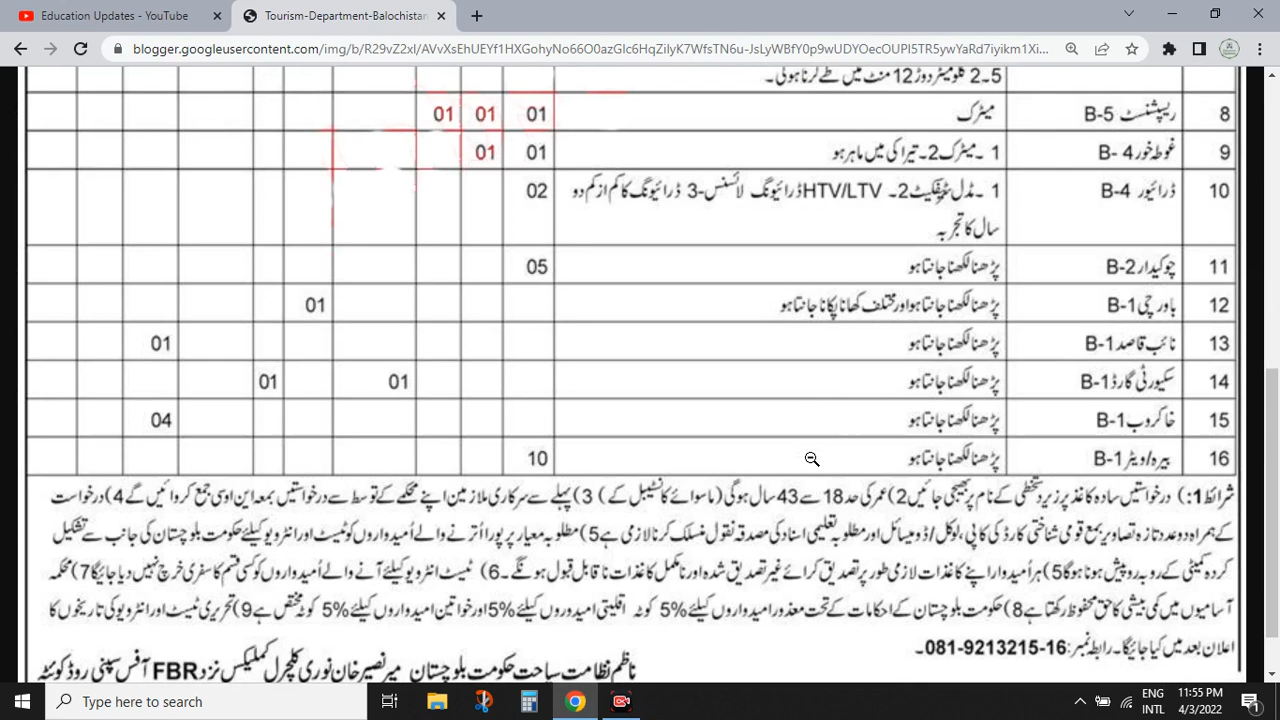 Education Updates - YouTube
Tourism-Department-Balochistan
blogger.googleusercontent.com/img/b/R29vZ2xl/AVvXsEhUEYf1HXGohyNo66O0azGlc6HqZilyK7WfsTN6u-JsLyWBfY0p9wUDYOecOUPI5TR5ywYaRd7iyikm1Xi...
2۔5 کلومیٹر دوڑ 12 منٹ میں طے کرنا ہوگی۔
8 ریسپشنسٹ B-5 میٹرک 01 01 01
9 غوطہ خور B-4 1۔ میٹرک 2۔ تیراکی میں ماہر ہو 01 01
10 ڈرائیور B-4 1۔ مڈل سرٹیفکیٹ 2۔ HTV/LTV ڈرائیونگ لائسنس 3- ڈرائیونگ کا کم از کم دو 02
سال کا تجربہ
11 چوکیدار B-2 پڑھنا لکھنا جانتا ہو 05
12 باورچی B-1 پڑھنا لکھنا جانتا ہو اور مختلف کھانا پکانا جانتا ہو 01
13 نائب قاصد B-1 پڑھنا لکھنا جانتا ہو 01
14 سکیورٹی گارڈ B-1 پڑھنا لکھنا جانتا ہو 01 01
15 خاکروب B-1 پڑھنا لکھنا جانتا ہو 04
16 بیرہ/ویٹر B-1 پڑھنا لکھنا جانتا ہو 10
شرائط 1:) درخواستیں سادہ کاغذ پر زیر دستخطی کے نام پر بھیجی جائیں 2) عمر کی حد 18 سے 43 سال ہوگی (ماسوائے کانسٹیبل کے) 3) پہلے سے سرکاری ملازمین اپنے محکمے کے توسط سے درخواستیں بمعہ این او سی جمع کروائیں گے 4) درخواست
کے ہمراہ دو عدد تازہ تصاویر بمع قومی شناختی کارڈ کی کاپی، لوکل/ڈومیسائل اور مطلوبہ تعلیمی اسناد کی مصدقہ نقول منسلک کرنا لازمی ہے 5) مطلوبہ معیار پر پورا اُترنے والے اُمیدواروں کو ٹیسٹ اور انٹرویو کیلئے حکومت بلوچستان کی جانب سے تشکیل
کردہ کمیٹی کے روبرو پیش ہونا ہوگا 5) ہر اُمیدوار اپنے کاغذات لازمی طور پر تصدیق کرائے غیر تصدیق شدہ اور نامکمل کاغذات ناقابل قبول ہونگے۔ 6) ٹیسٹ انٹرویو کیلئے آنے والے اُمیدواروں کو کسی قسم کا سفری خرچ نہیں دیا جائیگا 7) محکمہ
آسامیوں میں کمی بیشی کا حق محفوظ رکھتا ہے 8) حکومت بلوچستان کے احکامات کے تحت معذور امیدواروں کیلئے 5% کوٹہ اقلیتی امیدوروں کیلئے 5% اور خواتین امیدواروں کیلئے 5% کوٹہ مختص ہے 9) تحریری ٹیسٹ اور انٹرویو کی تاریخوں کا
اعلان بعد میں کیا جائیگا۔ رابطہ نمبر: 081-9213215-16۔
ناظم نظامت سیاحت حکومت بلوچستان میر نصیر خان نوری کلچرل کمپلیکس نزد FBR آفس سپنی روڈ کوئٹہ
Type here to search
ENG
INTL
11:55 PM
4/3/2022
1